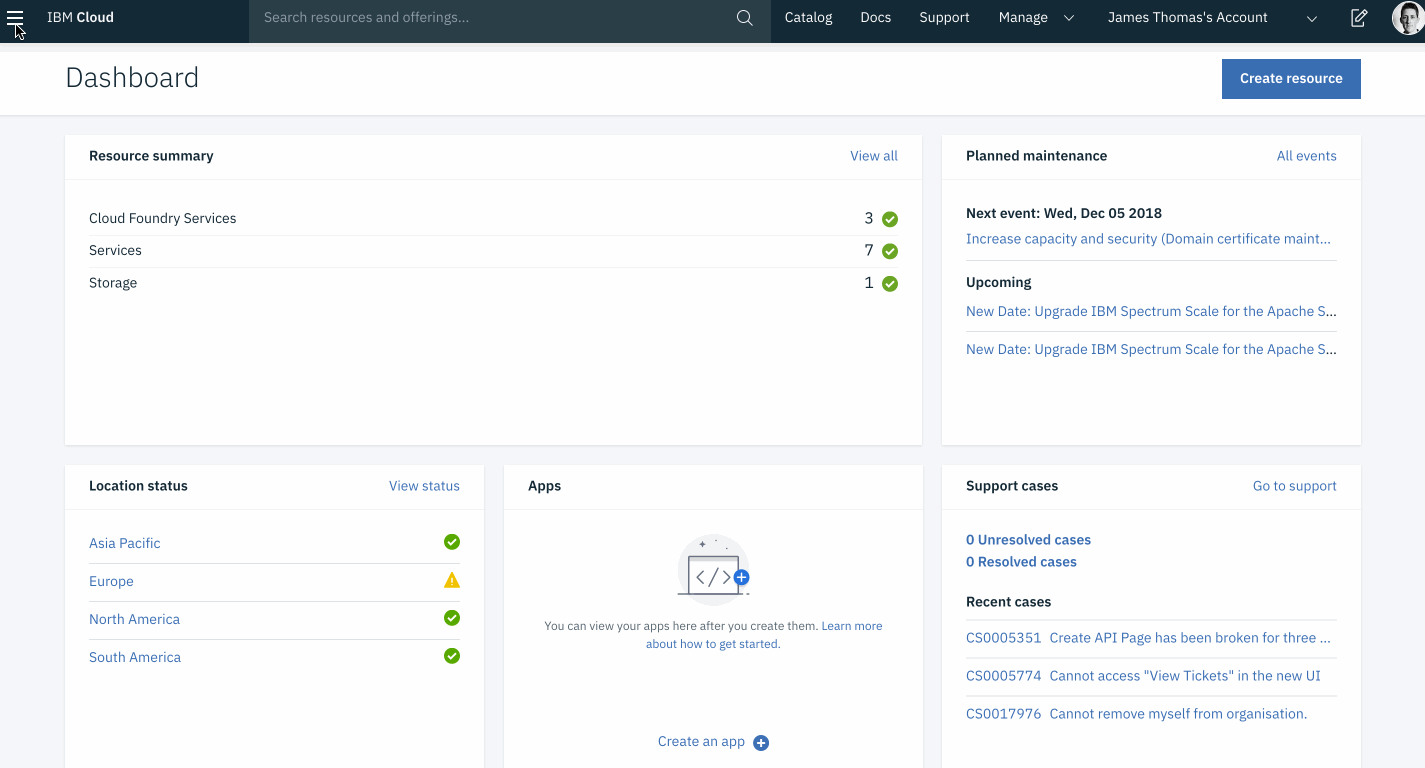 IBM Cloud
Search resources and offerings...
Catalog
Docs
Support
Manage
James Thomas's Account
Dashboard
Create resource
Resource summary
View all
Cloud Foundry Services 3
Services 7
Storage 1
Planned maintenance
All events
Next event: Wed, Dec 05 2018
Increase capacity and security (Domain certificate maint...
Upcoming
New Date: Upgrade IBM Spectrum Scale for the Apache S...
New Date: Upgrade IBM Spectrum Scale for the Apache S...
Location status
View status
Asia Pacific
Europe
North America
South America
Apps
</>
You can view your apps here after you create them. Learn more
about how to get started.
Create an app
Support cases
Go to support
0 Unresolved cases
0 Resolved cases
Recent cases
CS0005351 Create API Page has been broken for three ...
CS0005774 Cannot access "View Tickets" in the new UI
CS0017976 Cannot remove myself from organisation.